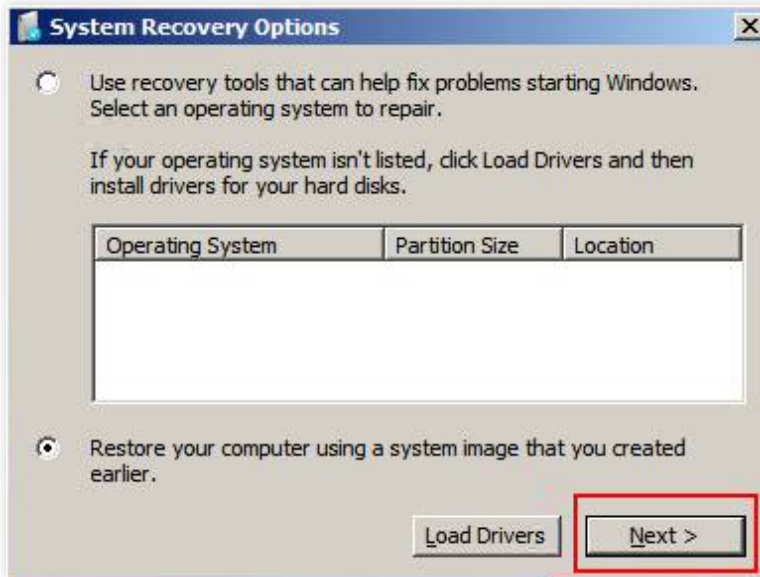 System Recovery Options
Use recovery tools that can help fix problems starting Windows.
Select an operating system to repair.
If your operating system isn't listed, click Load Drivers and then
install drivers for your hard disks.
Operating System Partition Size Location
Restore your computer using a system image that you created
earlier.
Load Drivers Next >